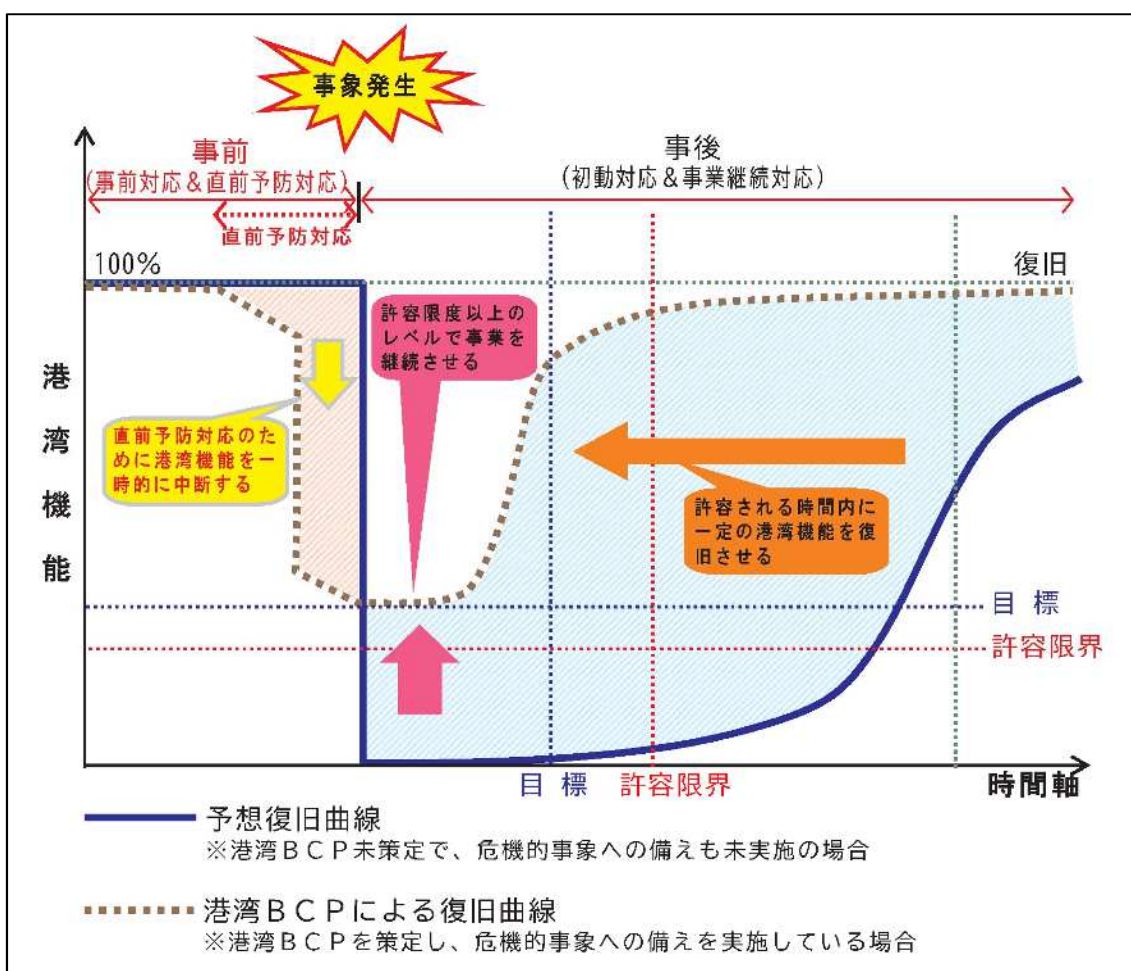 事象発生
事前
(事前対応&直前予防対応)
直前予防対応
事後
(初動対応&事業継続対応)
100%
復旧
許容限度以上の
レベルで事業を
継続させる
港湾機能
直前予防対応のた
めに港湾機能を一
時的に中断する
許容される時間内に
一定の港湾機能を復
旧させる
目標
許容限界
目標
許容限界
時間軸
予想復旧曲線
※港湾BCP未策定で、危機的事象への備えも未実施の場合
港湾BCPによる復旧曲線
※港湾BCPを策定し、危機的事象への備えを実施している場合